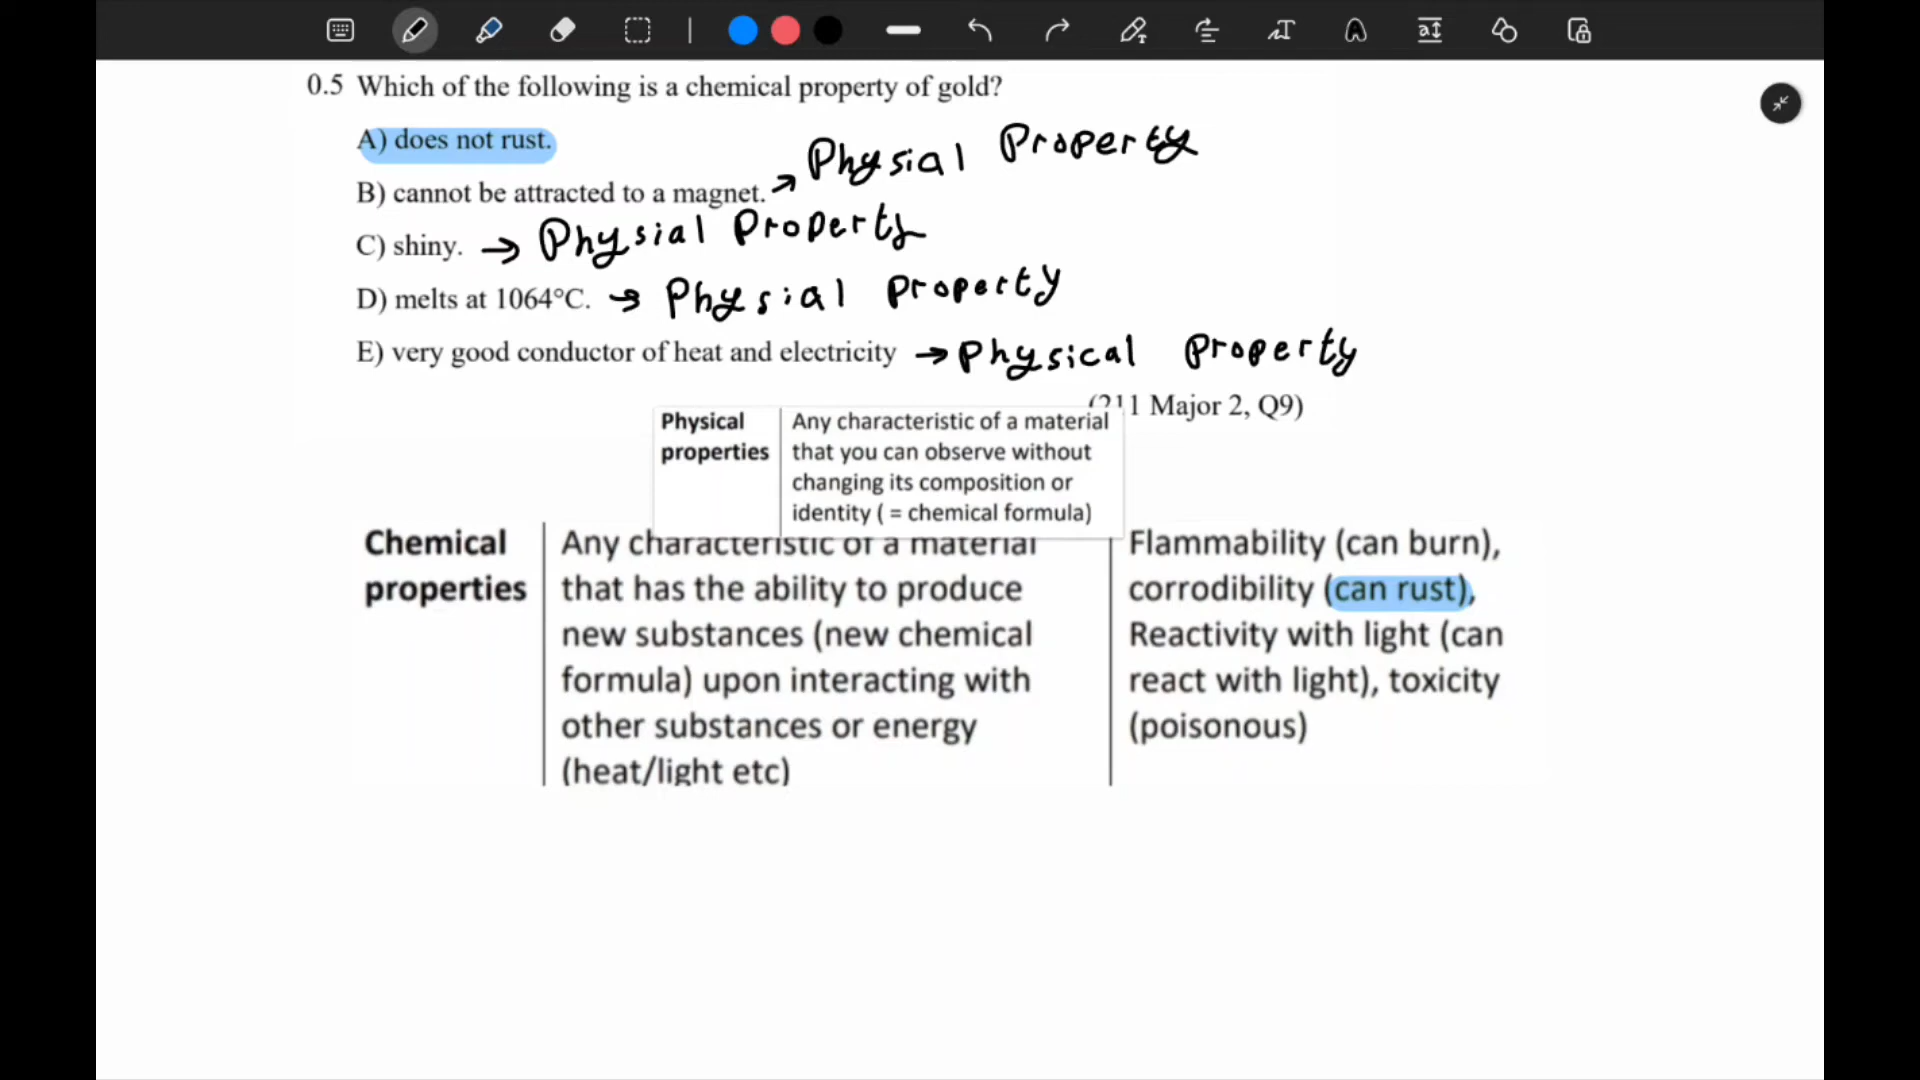 0.5 Which of the following is a chemical property of gold?
A) does not rust.
B) cannot be attracted to a magnet. → Physial Property
C) shiny. → Physial Property
D) melts at 1064°C. → Physial Property
E) very good conductor of heat and electricity → Physical Property
(211 Major 2, Q9)
Physical properties
Any characteristic of a material
that you can observe without
changing its composition or
identity ( = chemical formula)
Chemical
properties
Any characteristic of a material
that has the ability to produce
new substances (new chemical
formula) upon interacting with
other substances or energy
(heat/light etc)
Flammability (can burn),
corrodibility (can rust),
Reactivity with light (can
react with light), toxicity
(poisonous)